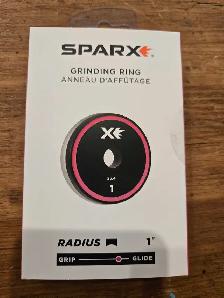 SPARX
GRINDING RING
ANNEAU D'AFFÛTAGE
1
RADIUS
1"
GRIP
GLIDE